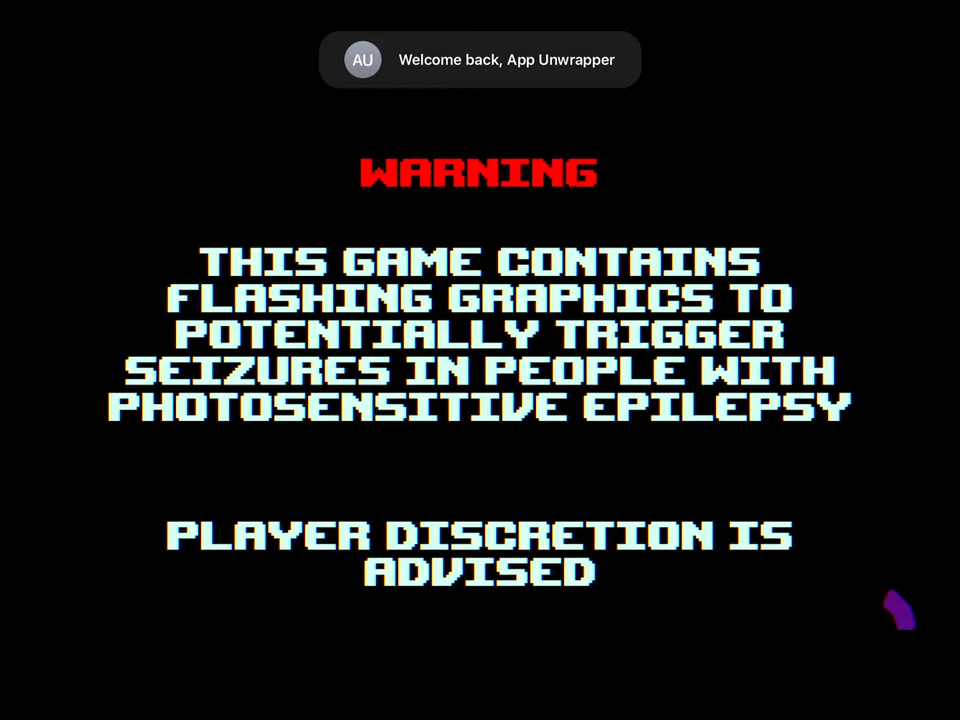 AU Welcome back, App Unwrapper
WARNING
THIS GAME CONTAINS
FLASHING GRAPHICS TO
POTENTIALLY TRIGGER
SEIZURES IN PEOPLE WITH
PHOTOSENSITIVE EPILEPSY
PLAYER DISCRETION IS
ADVISED